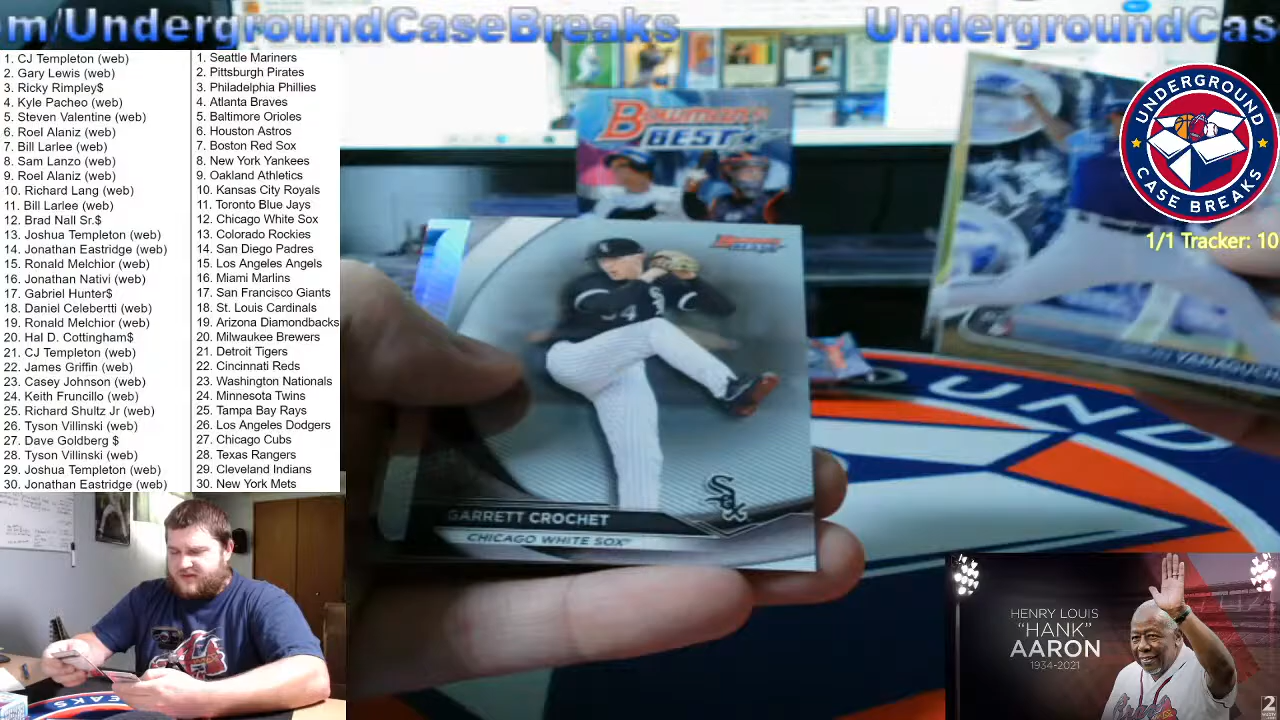 om/UndergroundCaseBreaks UndergroundCas
1. CJ Templeton (web)
2. Gary Lewis (web)
3. Ricky Rimpley$
4. Kyle Pacheo (web)
5. Steven Valentine (web)
6. Roel Alaniz (web)
7. Bill Larlee (web)
8. Sam Lanzo (web)
9. Roel Alaniz (web)
10. Richard Lang (web)
11. Bill Larlee (web)
12. Brad Nall Sr.$
13. Joshua Templeton (web)
14. Jonathan Eastridge (web)
15. Ronald Melchior (web)
16. Jonathan Nativi (web)
17. Gabriel Hunter$
18. Daniel Celebertti (web)
19. Ronald Melchior (web)
20. Hal D. Cottingham$
21. CJ Templeton (web)
22. James Griffin (web)
23. Casey Johnson (web)
24. Keith Fruncillo (web)
25. Richard Shultz Jr (web)
26. Tyson Villinski (web)
27. Dave Goldberg $
28. Tyson Villinski (web)
29. Joshua Templeton (web)
30. Jonathan Eastridge (web)
1. Seattle Mariners
2. Pittsburgh Pirates
3. Philadelphia Phillies
4. Atlanta Braves
5. Baltimore Orioles
6. Houston Astros
7. Boston Red Sox
8. New York Yankees
9. Oakland Athletics
10. Kansas City Royals
11. Toronto Blue Jays
12. Chicago White Sox
13. Colorado Rockies
14. San Diego Padres
15. Los Angeles Angels
16. Miami Marlins
17. San Francisco Giants
18. St. Louis Cardinals
19. Arizona Diamondbacks
20. Milwaukee Brewers
21. Detroit Tigers
22. Cincinnati Reds
23. Washington Nationals
24. Minnesota Twins
25. Tampa Bay Rays
26. Los Angeles Dodgers
27. Chicago Cubs
28. Texas Rangers
29. Cleveland Indians
30. New York Mets
Bowman's
BEST
UNDERGROUND
CASE BREAKS
1/1 Tracker: 10
Bowman's
BEST
YAMAGUCHI
Sox
GARRETT CROCHET
CHICAGO WHITE SOX
OUND
HENRY LOUIS
"HANK"
AARON
1934-2021
2